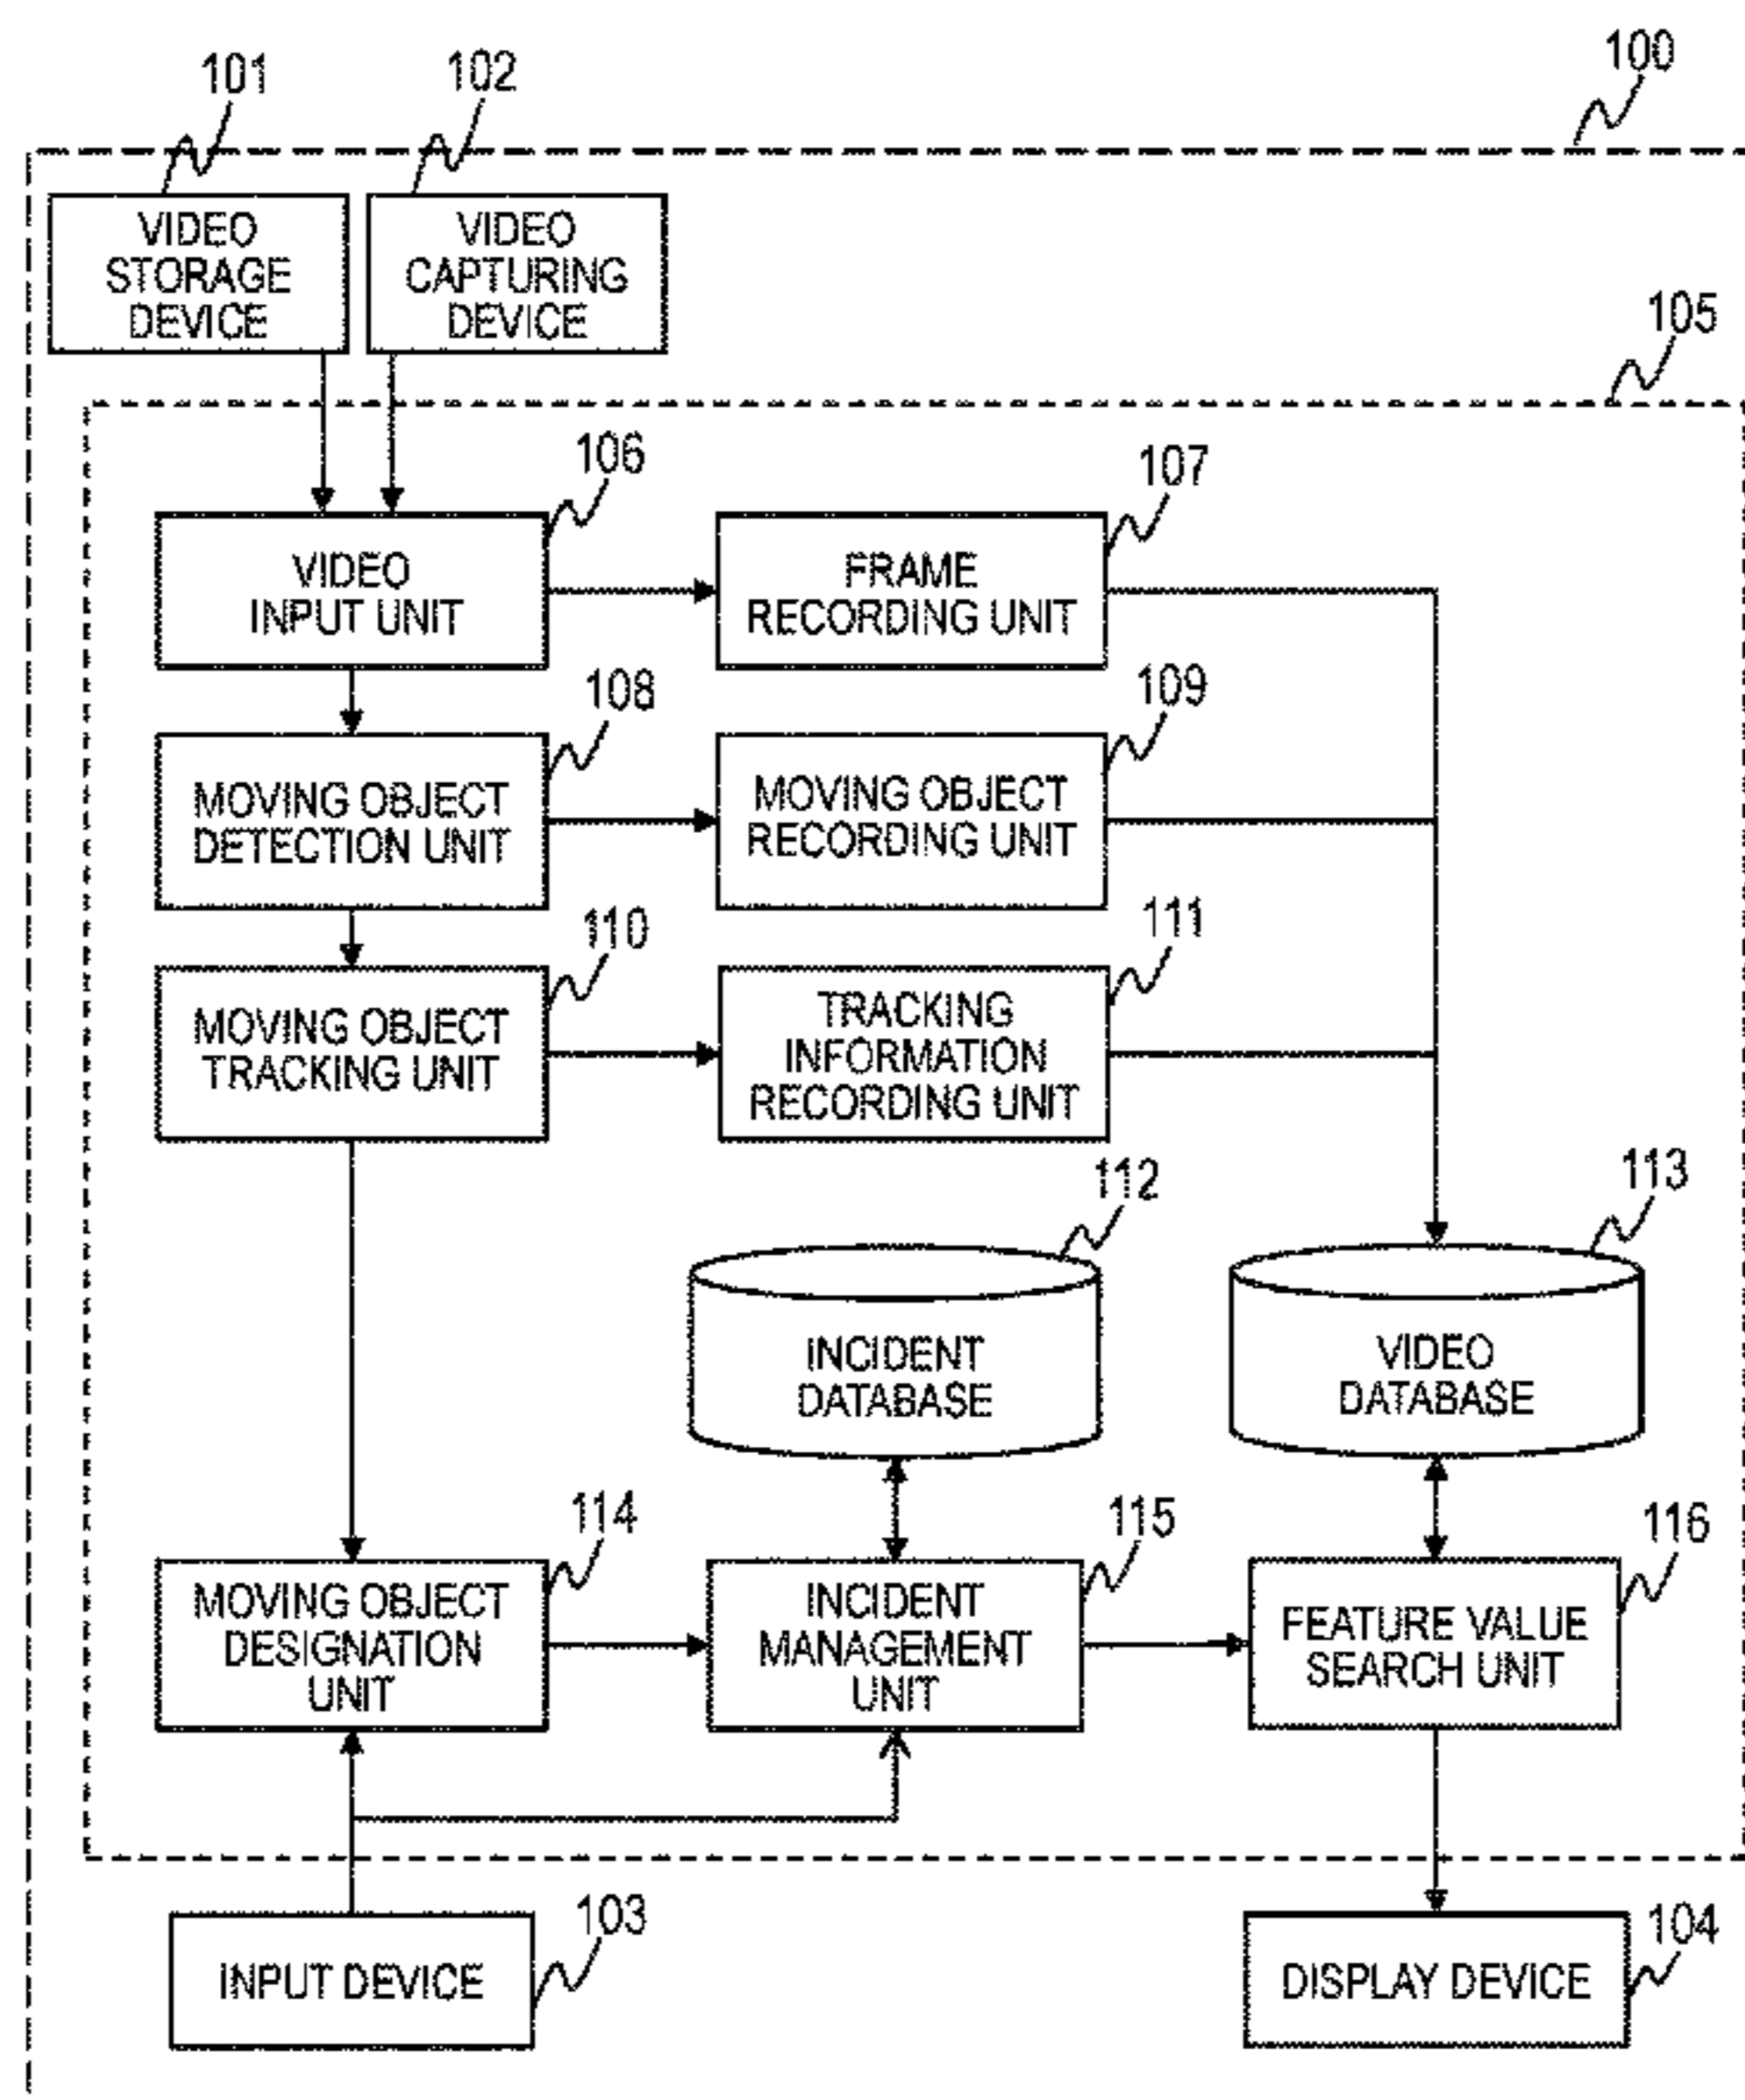 100
101
102
VIDEO
STORAGE
DEVICE
VIDEO
CAPTURING
DEVICE
105
106
107
VIDEO
INPUT UNIT
FRAME
RECORDING UNIT
108
109
MOVING OBJECT
DETECTION UNIT
MOVING OBJECT
RECORDING UNIT
110
111
MOVING OBJECT
TRACKING UNIT
TRACKING
INFORMATION
RECORDING UNIT
112
113
INCIDENT
DATABASE
VIDEO
DATABASE
114
115
116
MOVING OBJECT
DESIGNATION
UNIT
INCIDENT
MANAGEMENT
UNIT
FEATURE VALUE
SEARCH UNIT
103
104
INPUT DEVICE
DISPLAY DEVICE